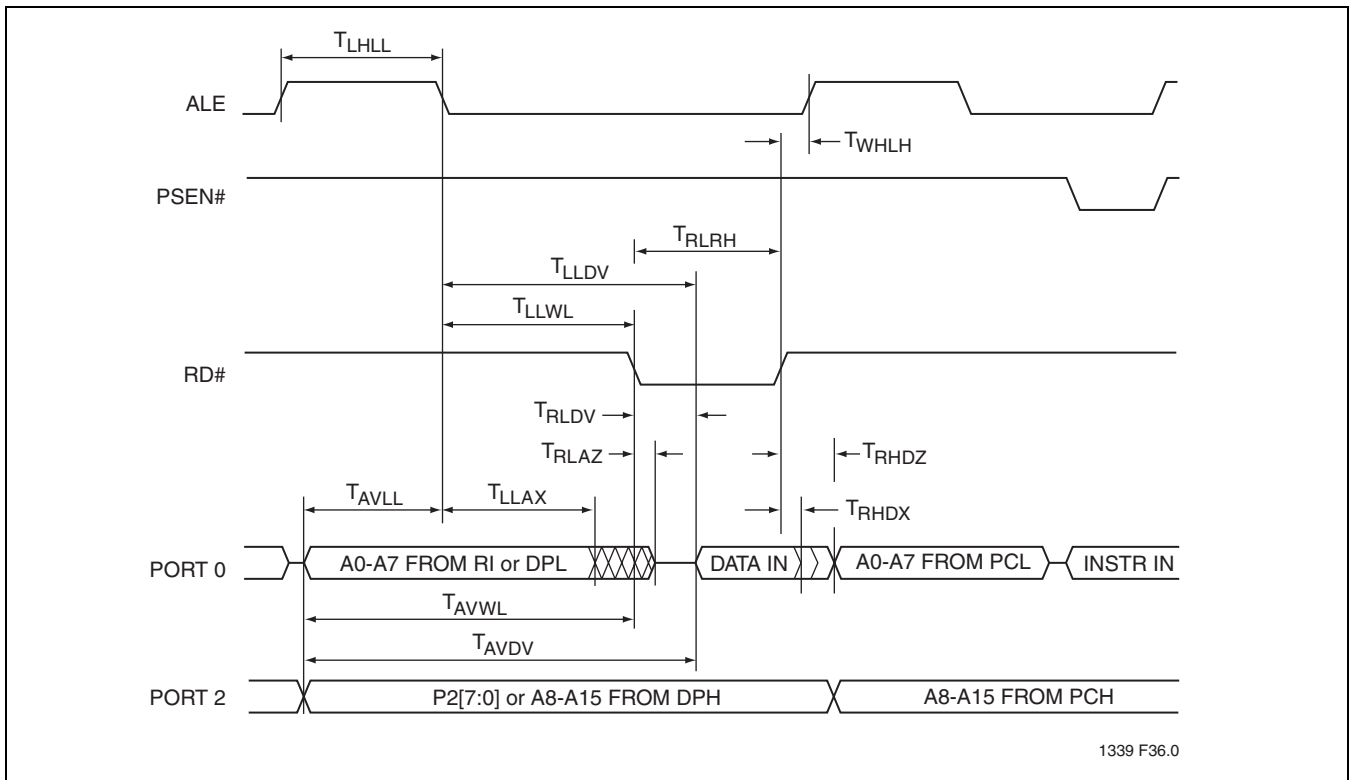 TLHLL
ALE
TWHLH
PSEN#
TRLRH
TLLDV
TLLWL
RD#
TRLDV
TRLAZ
TRHDZ
TAVLL
TLLAX
TRHDX
PORT 0
A0-A7 FROM RI or DPL
DATA IN
A0-A7 FROM PCL
INSTR IN
TAVWL
TAVDV
PORT 2
P2[7:0] or A8-A15 FROM DPH
A8-A15 FROM PCH
1339 F36.0